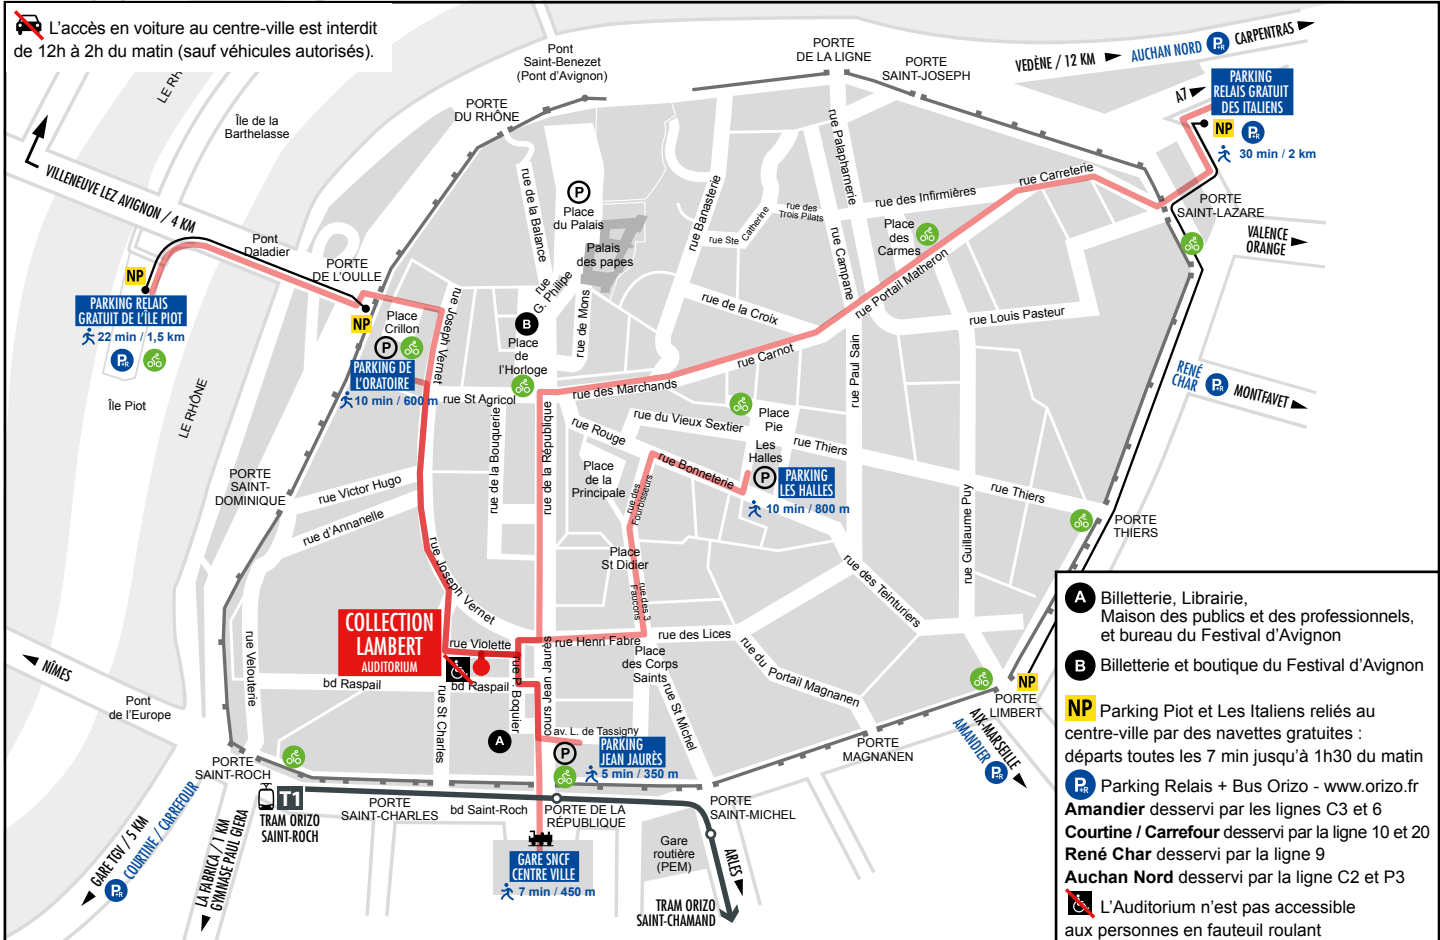 L'accès en voiture au centre-ville est interdit
de 12h à 2h du matin (sauf véhicules autorisés).
LE RHÔNE
Île de la
Barthelasse
Pont
Saint-Benezet
(Pont d'Avignon)
PORTE
DU RHÔNE
PORTE
DE LA LIGNE
PORTE
SAINT-JOSEPH
VEDÈNE / 12 KM
AUCHAN NORD
P+R
CARPENTRAS
A7
PARKING
RELAIS GRATUIT
DES ITALIENS
NP
P+R
30 min / 2 km
PORTE
SAINT-LAZARE
VALENCE
ORANGE
VILLENEUVE LEZ AVIGNON / 4 KM
Pont
Daladier
PORTE
DE L'OULLE
NP
PARKING RELAIS
GRATUIT DE L'ÎLE PIOT
22 min / 1,5 km
P+R
Île Piot
LE RHÔNE
NP
Place
Crillon
P
PARKING DE
L'ORATOIRE
10 min / 600 m
rue Joseph Vernet
rue de la Balance
P
Place
du Palais
Palais
des papes
rue
G. Philipe
rue de Mons
B
Place
de
l'Horloge
rue St Agricol
rue Banasterie
rue Ste
Catherine
rue des
Trois Pilats
rue Palapharnerie
rue des Infirmières
rue Carreterie
Place
des
Carmes
rue Campane
rue Portail Matheron
rue de la Croix
rue Carnot
rue Louis Pasteur
rue des Marchands
rue Paul Sain
rue du Vieux Sextier
Place
Pie
rue Thiers
Les
Halles
P
PARKING
LES HALLES
10 min / 800 m
rue Rouge
rue Bonneterie
rue des
Fourbisseurs
Place
de la
Principale
rue de la Bouquerie
rue de la République
rue Victor Hugo
rue d'Annanelle
PORTE
SAINT-
DOMINIQUE
rue Joseph Vernet
Place
St Didier
rue des 3
Faucons
rue des Teinturiers
rue Guillaume Puy
rue Thiers
PORTE
THIERS
RENÉ
CHAR
P+R
MONTFAVET
COLLECTION
LAMBERT
AUDITORIUM
rue Violette
rue Henri Fabre
rue des Lices
Place
des Corps
Saints
rue du Portail Magnanen
rue Velouterie
bd Raspail
bd Raspail
rue St Charles
rue P. Boquier
cours Jean Jaurès
rue St Michel
A
av. L. de Tassigny
P
PARKING
JEAN JAURÈS
5 min / 350 m
PORTE
MAGNANEN
NP
PORTE
LIMBERT
AIX-MARSEILLE
AMANDIER
P+R
NÎMES
Pont
de l'Europe
PORTE
SAINT-ROCH
T1
TRAM ORIZO
SAINT-ROCH
PORTE
SAINT-CHARLES
bd Saint-Roch
PORTE DE LA
RÉPUBLIQUE
PORTE
SAINT-MICHEL
GARE SNCF
CENTRE VILLE
7 min / 450 m
Gare
routière
(PEM)
ARLES
TRAM ORIZO
SAINT-CHAMAND
GARE TGV / 5 KM
COURTINE / CARREFOUR
P+R
LA FABRICA / 1 KM
GYMNASE PAUL GIERA
A Billetterie, Librairie,
Maison des publics et des professionnels,
et bureau du Festival d'Avignon
B Billetterie et boutique du Festival d'Avignon
NP Parking Piot et Les Italiens reliés au
centre-ville par des navettes gratuites :
départs toutes les 7 min jusqu'à 1h30 du matin
P+R Parking Relais + Bus Orizo - www.orizo.fr
Amandier desservi par les lignes C3 et 6
Courtine / Carrefour desservi par la ligne 10 et 20
René Char desservi par la ligne 9
Auchan Nord desservi par la ligne C2 et P3
L'Auditorium n'est pas accessible
aux personnes en fauteuil roulant